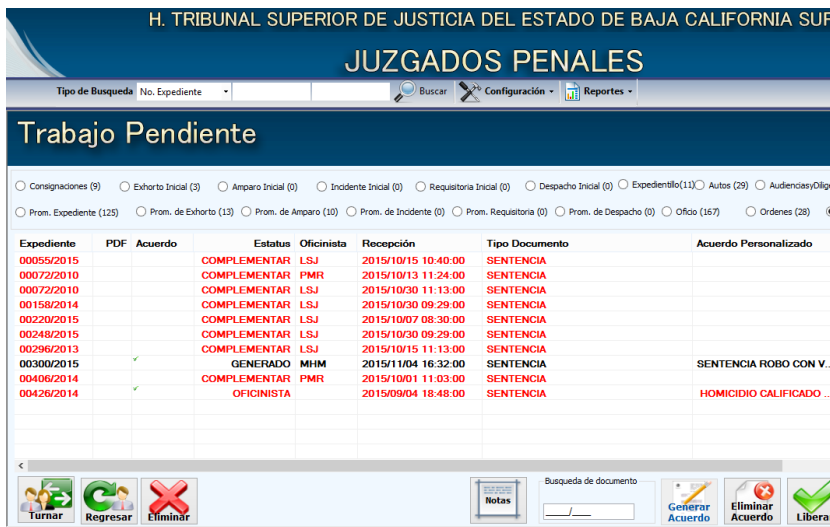 H. TRIBUNAL SUPERIOR DE JUSTICIA DEL ESTADO DE BAJA CALIFORNIA SUR
JUZGADOS PENALES
Tipo de Busqueda No. Expediente Buscar Configuración Reportes
Trabajo Pendiente
Consignaciones (9) Exhorto Inicial (3) Amparo Inicial (0) Incidente Inicial (0) Requisitoria Inicial (0) Despacho Inicial (0) Expedientillo(11) Autos (29) AudienciasyDilig
Prom. Expediente (125) Prom. de Exhorto (13) Prom. de Amparo (10) Prom. de Incidente (0) Prom. Requisitoria (0) Prom. de Despacho (0) Oficio (167) Ordenes (28)
Expediente PDF Acuerdo Estatus Oficinista Recepción Tipo Documento Acuerdo Personalizado
00055/2015 COMPLEMENTAR LSJ 2015/10/15 10:40:00 SENTENCIA
00072/2010 COMPLEMENTAR PMR 2015/10/13 11:24:00 SENTENCIA
00072/2010 COMPLEMENTAR LSJ 2015/10/30 11:13:00 SENTENCIA
00158/2014 COMPLEMENTAR LSJ 2015/10/30 09:29:00 SENTENCIA
00220/2015 COMPLEMENTAR LSJ 2015/10/07 08:30:00 SENTENCIA
00248/2015 COMPLEMENTAR LSJ 2015/10/30 09:29:00 SENTENCIA
00296/2013 COMPLEMENTAR LSJ 2015/10/15 11:13:00 SENTENCIA
00300/2015 GENERADO MHM 2015/11/04 16:32:00 SENTENCIA SENTENCIA ROBO CON V...
00406/2014 COMPLEMENTAR PMR 2015/10/01 11:03:00 SENTENCIA
00426/2014 OFICINISTA 2015/09/04 18:48:00 SENTENCIA HOMICIDIO CALIFICADO ...
Busqueda de documento
Turnar Regresar Eliminar Notas __/___ Generar Acuerdo Eliminar Acuerdo Libera